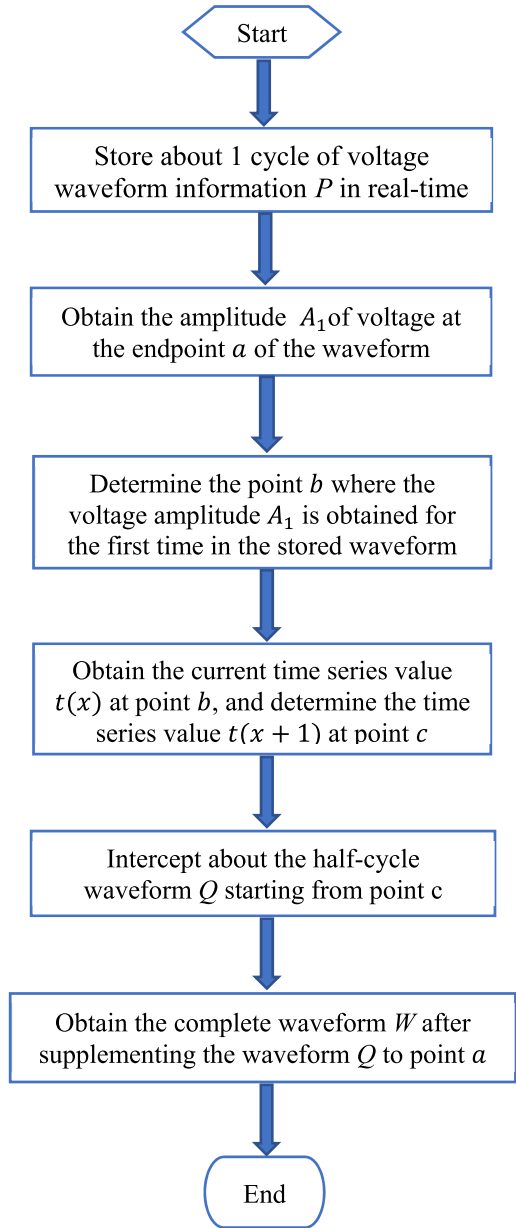 Start
Store about 1 cycle of voltage
waveform information P in real-time
Obtain the amplitude A₁of voltage at
the endpoint a of the waveform
Determine the point b where the
voltage amplitude A₁ is obtained for
the first time in the stored waveform
Obtain the current time series value
t(x) at point b, and determine the time
series value t(x + 1) at point c
Intercept about the half-cycle
waveform Q starting from point c
Obtain the complete waveform W after
supplementing the waveform Q to point a
End